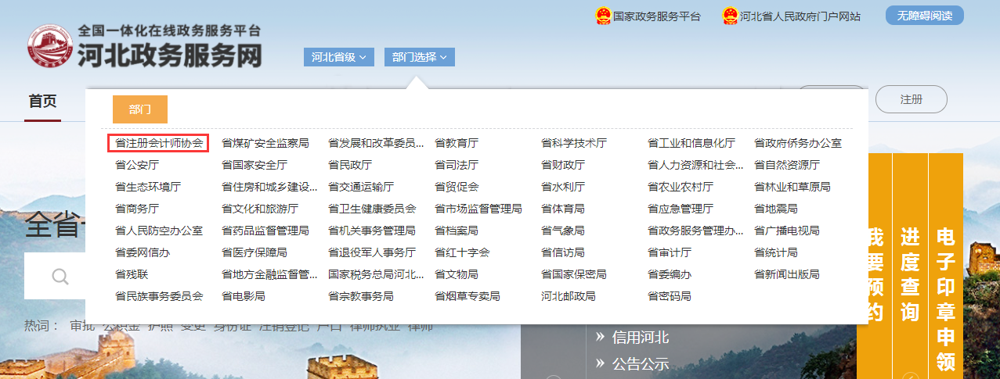 国家政务服务平台 河北省人民政府门户网站 无障碍阅读
全国一体化在线政务服务平台
河北政务服务网
河北省级 部门选择
首页 注册
部门
省注册会计师协会 省煤矿安全监察局 省发展和改革委员... 省教育厅 省科学技术厅 省工业和信息化厅 省政府侨务办公室
省公安厅 省国家安全厅 省民政厅 省司法厅 省财政厅 省人力资源和社会... 省自然资源厅
省生态环境厅 省住房和城乡建设... 省交通运输厅 省贸促会 省水利厅 省农业农村厅 省林业和草原局
省商务厅 省文化和旅游厅 省卫生健康委员会 省市场监督管理局 省体育局 省应急管理厅 省地震局
省人民防空办公室 省药品监督管理局 省机关事务管理局 省档案局 省气象局 省政务服务管理办... 省广播电视局
省委网信办 省医疗保障局 省退役军人事务厅 省红十字会 省信访局 省审计厅 省统计局
省残联 省地方金融监督管... 国家税务总局河北... 省文物局 省国家保密局 省委编办 省新闻出版局
省民族事务委员会 省电影局 省宗教事务局 省烟草专卖局 河北邮政局 省密码局
全省
热词： 审批 公积金 护照 变更 身份证 注销登记 户口 律师执业 律师
信用河北
公告公示
我要预约
进度查询
电子印章申领